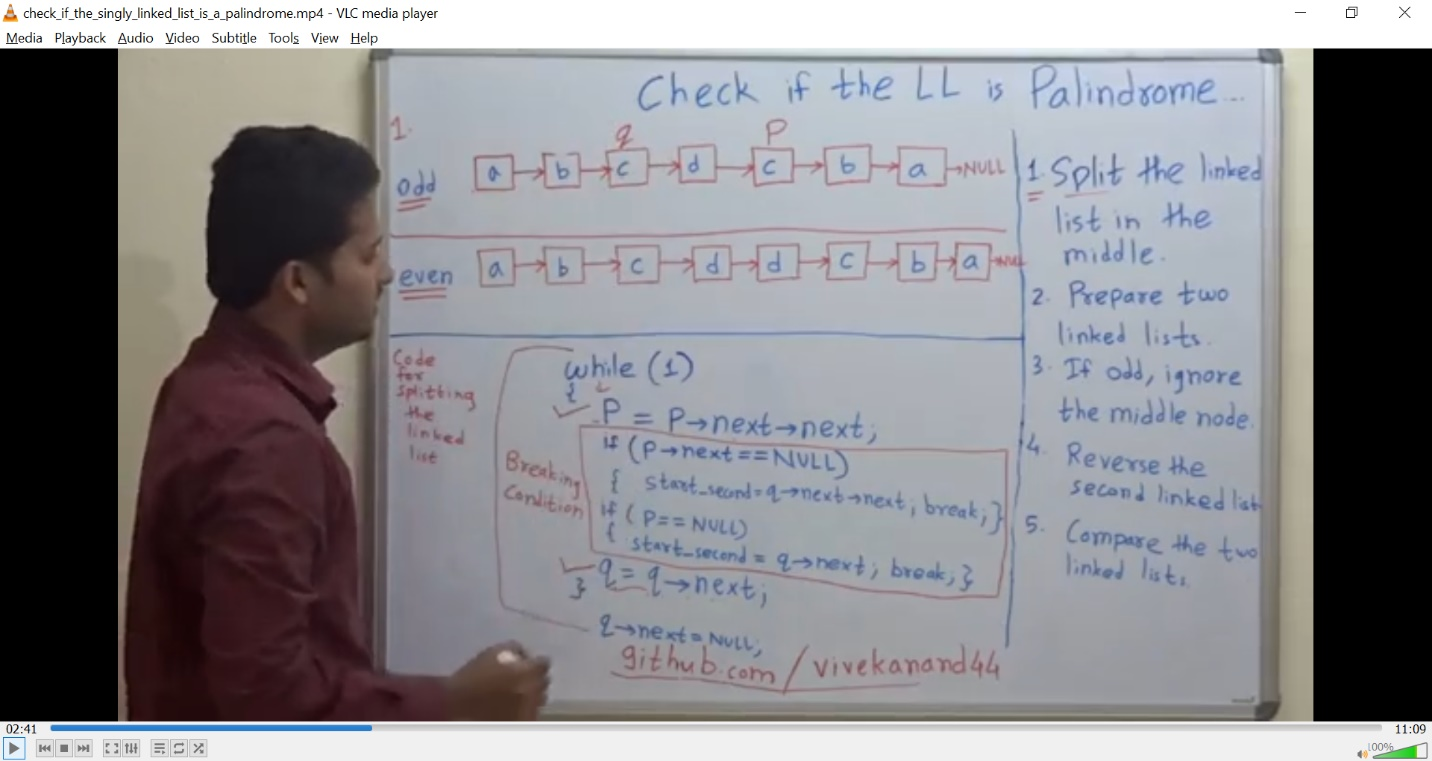 check_if_the_singly_linked_list_is_a_palindrome.mp4 - VLC media player
Media Playback Audio Video Subtitle Tools View Help
Check if the LL is Palindrome...
1.
q P
odd a b c d c b a NULL
even a b c d d c b a NULL
1. Split the linked
list in the
middle.
2. Prepare two
linked lists.
3. If odd, ignore
the middle node.
4. Reverse the
second linked list
5. Compare the two
linked lists.
Code
for
splitting
the
linked
list
Breaking
Condition
while (1)
{
P = P→next→next;
if (P→next==NULL)
{ start_second=q→next→next; break;}
if (P==NULL)
{ start_second = q→next; break;}
q = q→next;
}
q→next=NULL;
github.com/vivekanand44
02:41 11:09
100%